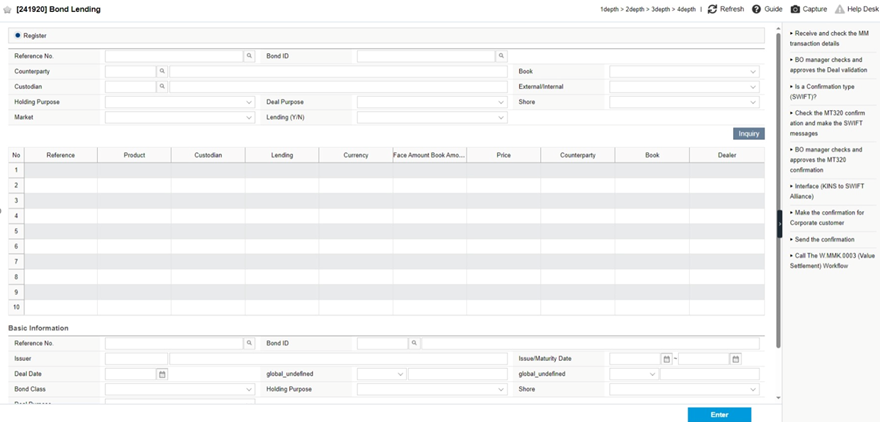 [241920] Bond Lending
1depth > 2depth > 3depth > 4depth | Refresh Guide Capture Help Desk
Register
Reference No. Bond ID
Counterparty Book
Custodian External/Internal
Holding Purpose Deal Purpose Shore
Market Lending (Y/N)
Inquiry
No Reference Product Custodian Lending Currency Face Amount Book Amo... Price Counterparty Book Dealer
1
2
3
4
5
6
7
8
9
10
Basic Information
Reference No. Bond ID
Issuer Issue/Maturity Date ~
Deal Date global_undefined global_undefined
Bond Class Holding Purpose Shore
Deal Purpose
Enter
Receive and check the MM
transaction details
BO manager checks and
approves the Deal validation
Is a Confirmation type
(SWIFT)?
Check the MT320 confirm
ation and make the SWIFT
messages
BO manager checks and
approves the MT320
confirmation
Interface (KINS to SWIFT
Alliance)
Make the confirmation for
Corporate customer
Send the confirmation
Call The W.MMK.0003 (Value
Settlement) Workflow